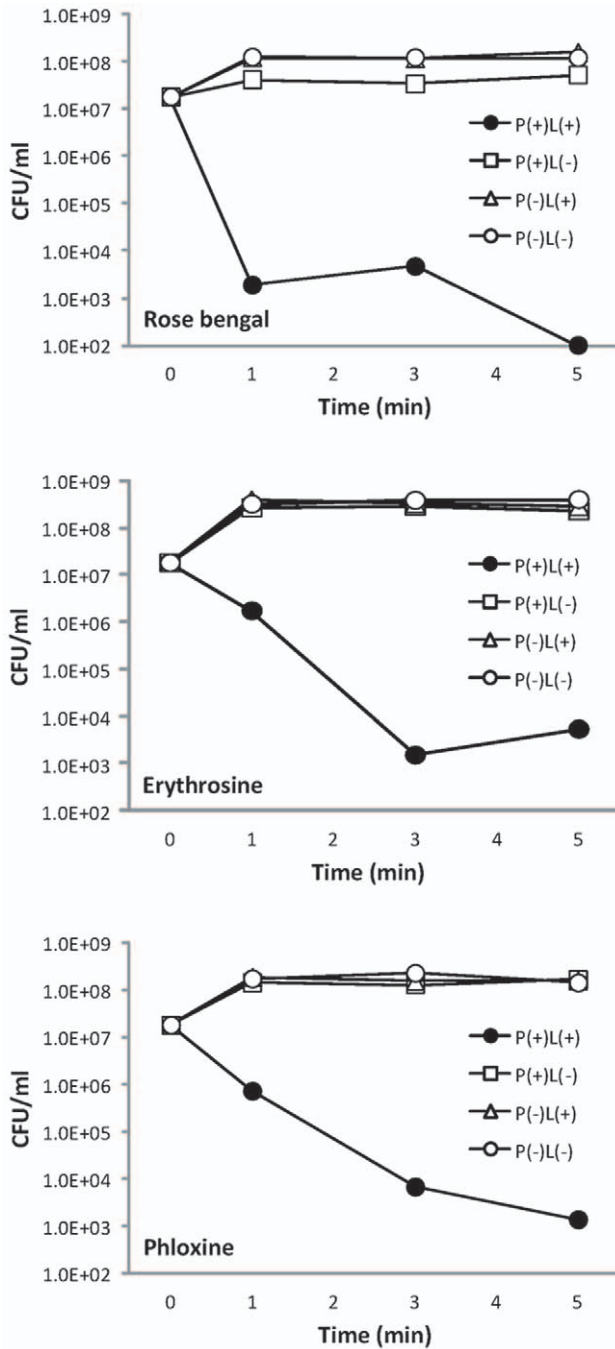 1.0E+09
1.0E+08
1.0E+07
1.0E+06
1.0E+05
1.0E+04
1.0E+03
1.0E+02
CFU/ml
P(+)L(+)
P(+)L(-)
P(-)L(+)
P(-)L(-)
Rose bengal
0 1 2 3 4 5
Time (min)
1.0E+09
1.0E+08
1.0E+07
1.0E+06
1.0E+05
1.0E+04
1.0E+03
1.0E+02
CFU/ml
P(+)L(+)
P(+)L(-)
P(-)L(+)
P(-)L(-)
Erythrosine
0 1 2 3 4 5
Time (min)
1.0E+09
1.0E+08
1.0E+07
1.0E+06
1.0E+05
1.0E+04
1.0E+03
1.0E+02
CFU/ml
P(+)L(+)
P(+)L(-)
P(-)L(+)
P(-)L(-)
Phloxine
0 1 2 3 4 5
Time (min)